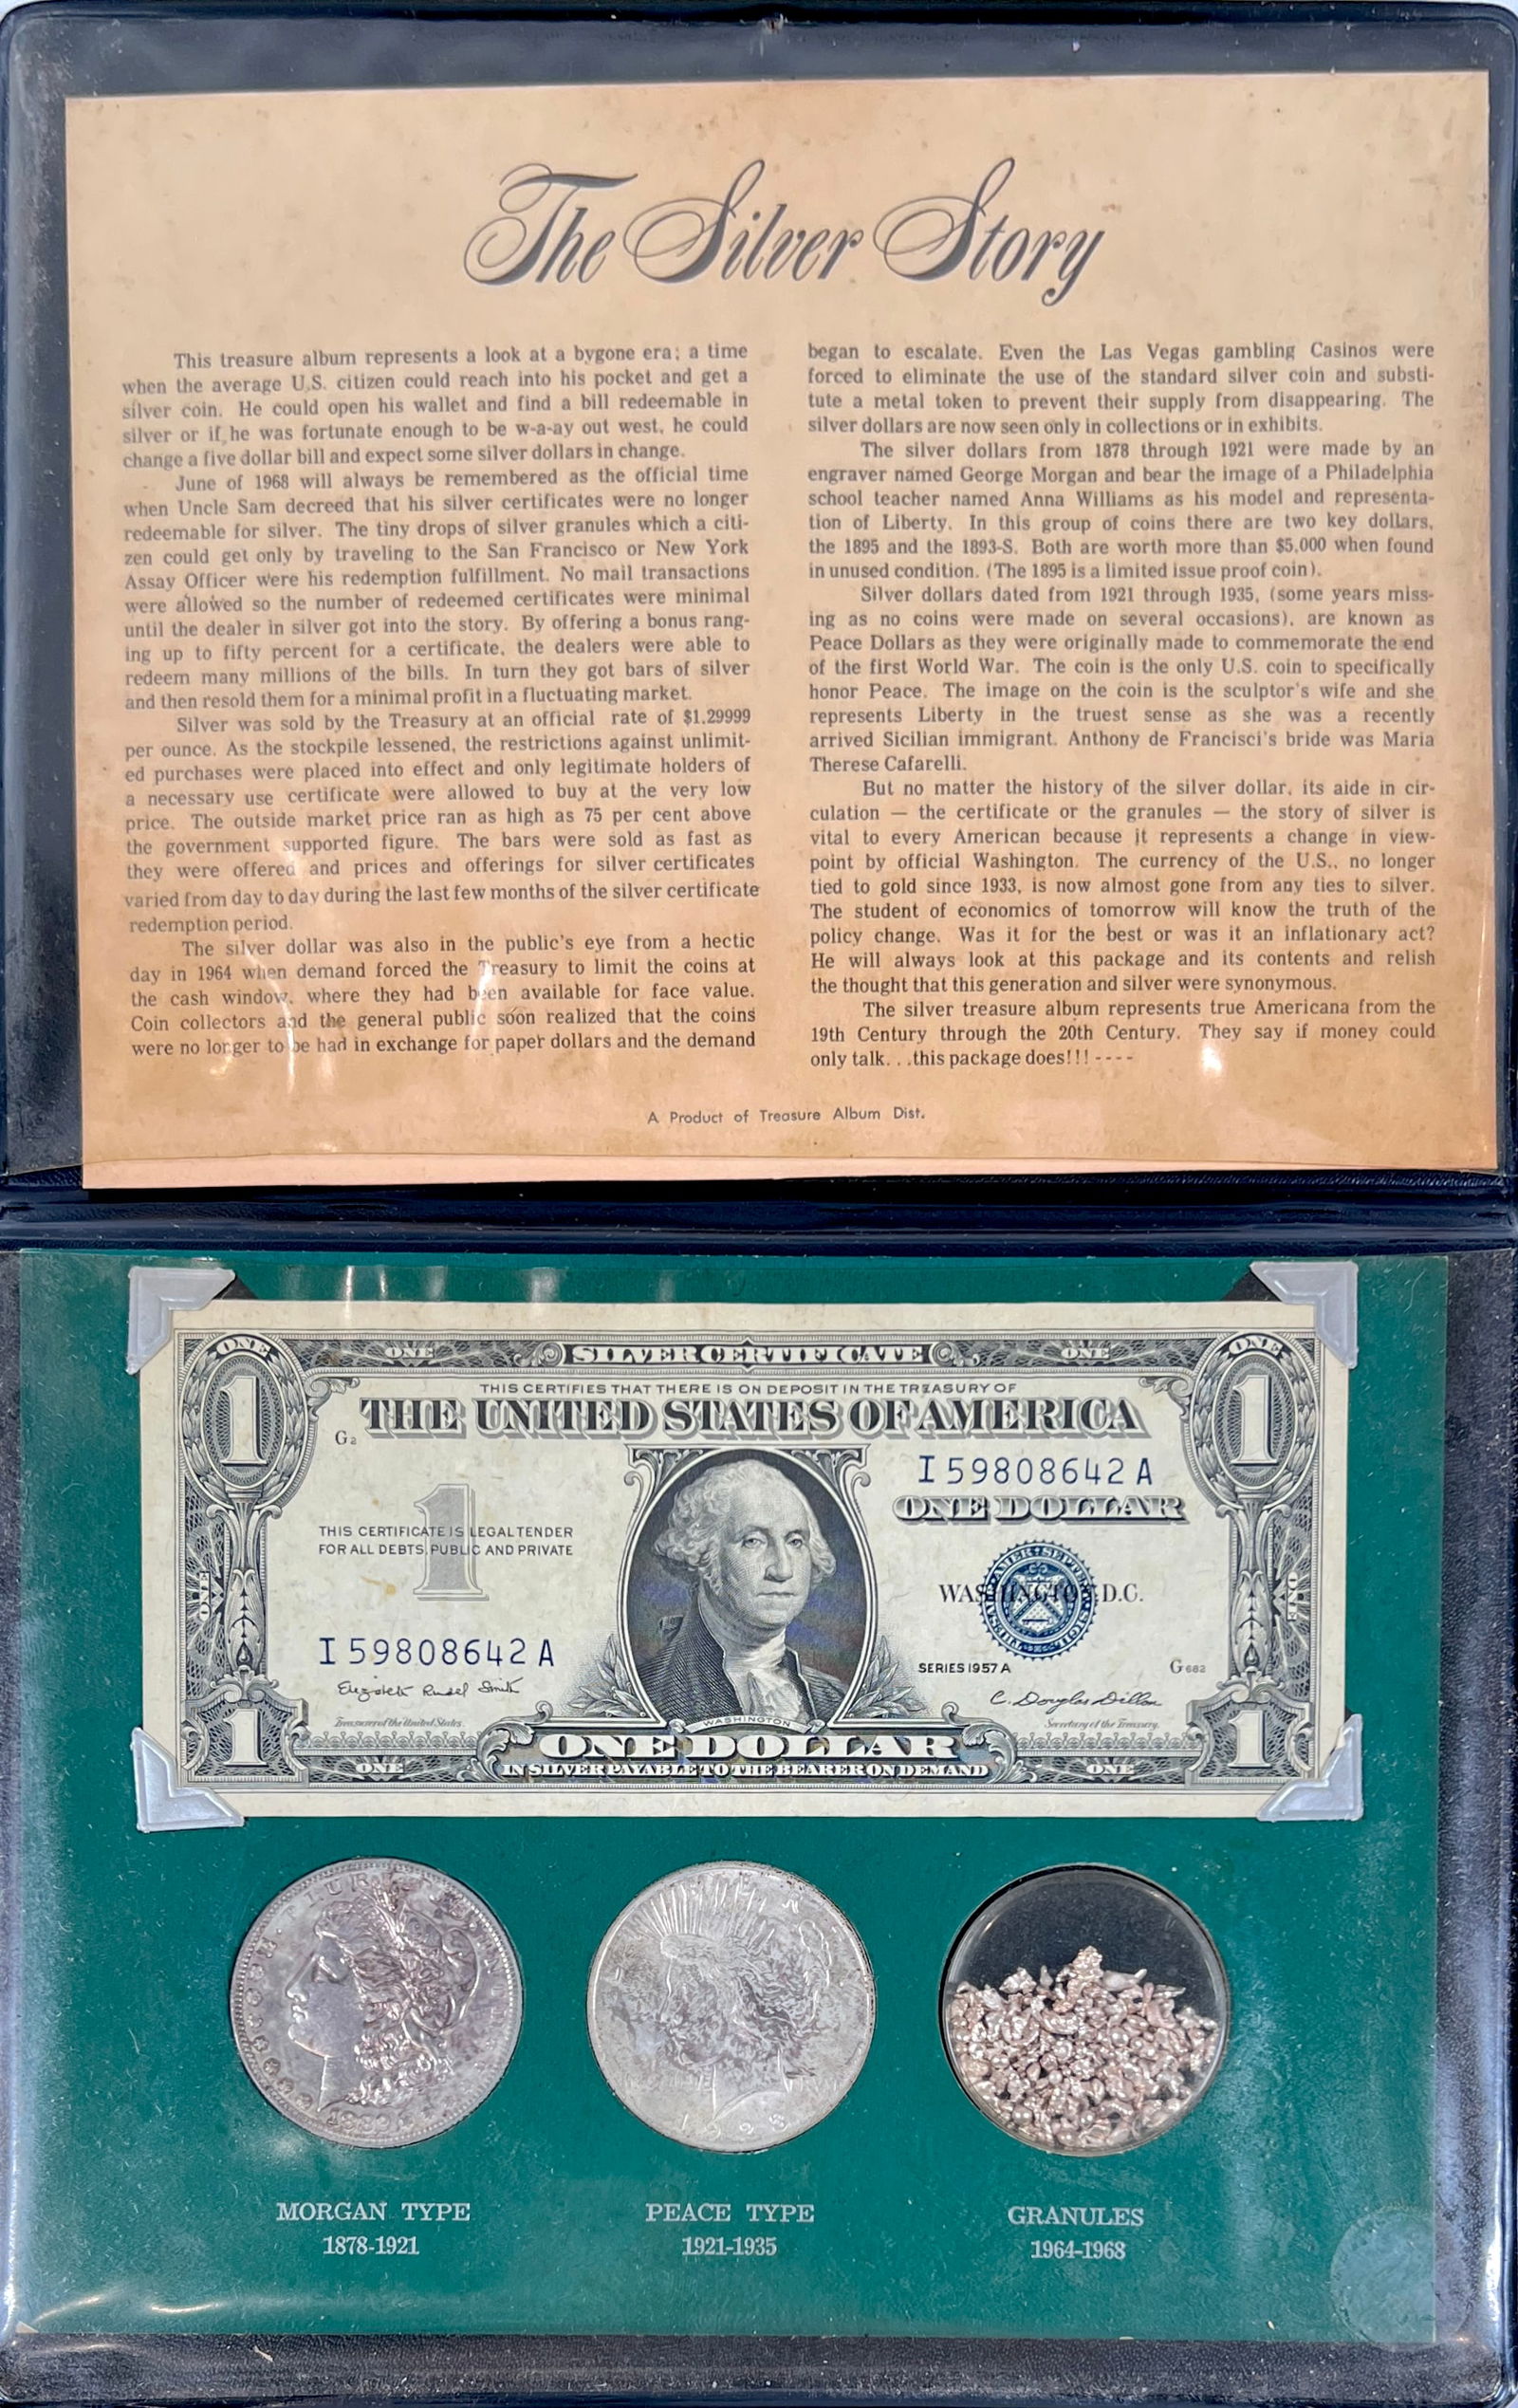 The Silver Story
This treasure album represents a look at a bygone era; a time
when the average U.S. citizen could reach into his pocket and get a
silver coin. He could open his wallet and find a bill redeemable in
silver or if he was fortunate enough to be w-a-ay out west, he could
change a five dollar bill and expect some silver dollars in change.
June of 1968 will always be remembered as the official time
when Uncle Sam decreed that his silver certificates were no longer
redeemable for silver. The tiny drops of silver granules which a citi-
zen could get only by traveling to the San Francisco or New York
Assay Officer were his redemption fulfillment. No mail transactions
were allowed so the number of redeemed certificates were minimal
until the dealer in silver got into the story. By offering a bonus rang-
ing up to fifty percent for a certificate, the dealers were able to
redeem many millions of the bills. In turn they got bars of silver
and then resold them for a minimal profit in a fluctuating market.
Silver was sold by the Treasury at an official rate of $1.29999
per ounce. As the stockpile lessened, the restrictions against unlimit-
ed purchases were placed into effect and only legitimate holders of
a necessary use certificate were allowed to buy at the very low
price. The outside market price ran as high as 75 per cent above
the government supported figure. The bars were sold as fast as
they were offered and prices and offerings for silver certificates
varied from day to day during the last few months of the silver certificate
redemption period.
The silver dollar was also in the public's eye from a hectic
day in 1964 when demand forced the Treasury to limit the coins at
the cash window, where they had been available for face value.
Coin collectors and the general public soon realized that the coins
were no longer to be had in exchange for paper dollars and the demand
began to escalate. Even the Las Vegas gambling Casinos were
forced to eliminate the use of the standard silver coin and substi-
tute a metal token to prevent their supply from disappearing. The
silver dollars are now seen only in collections or in exhibits.
The silver dollars from 1878 through 1921 were made by an
engraver named George Morgan and bear the image of a Philadelphia
school teacher named Anna Williams as his model and representa-
tion of Liberty. In this group of coins there are two key dollars,
the 1895 and the 1893-S. Both are worth more than $5,000 when found
in unused condition. (The 1895 is a limited issue proof coin).
Silver dollars dated from 1921 through 1935, (some years miss-
ing as no coins were made on several occasions), are known as
Peace Dollars as they were originally made to commemorate the end
of the first World War. The coin is the only U.S. coin to specifically
honor Peace. The image on the coin is the sculptor's wife and she
represents Liberty in the truest sense as she was a recently
arrived Sicilian immigrant. Anthony de Francisci's bride was Maria
Therese Cafarelli.
But no matter the history of the silver dollar, its aide in cir-
culation — the certificate or the granules — the story of silver is
vital to every American because it represents a change in view-
point by official Washington. The currency of the U.S., no longer
tied to gold since 1933, is now almost gone from any ties to silver.
The student of economics of tomorrow will know the truth of the
policy change. Was it for the best or was it an inflationary act?
He will always look at this package and its contents and relish
the thought that this generation and silver were synonymous.
The silver treasure album represents true Americana from the
19th Century through the 20th Century. They say if money could
only talk. . .this package does!!! - - - -
A Product of Treasure Album Dist.
ONE ONE SILVER CERTIFICATE ONE ONE
1 THIS CERTIFIES THAT THERE IS ON DEPOSIT IN THE TREASURY OF 1
G2 THE UNITED STATES OF AMERICA
I 59808642 A
ONE DOLLAR
1
THIS CERTIFICATE IS LEGAL TENDER
FOR ALL DEBTS, PUBLIC AND PRIVATE
ONE
WASHINGTON, D.C.
ONE
I 59808642 A
SERIES 1957 A G 682
Elizabeth Rudel Smith
C. Douglas Dillon
Treasurer of the United States.
WASHINGTON
Secretary of the Treasury.
1 ONE DOLLAR 1
ONE IN SILVER PAYABLE TO THE BEARER ON DEMAND ONE
MORGAN TYPE
1878-1921
PEACE TYPE
1921-1935
GRANULES
1964-1968